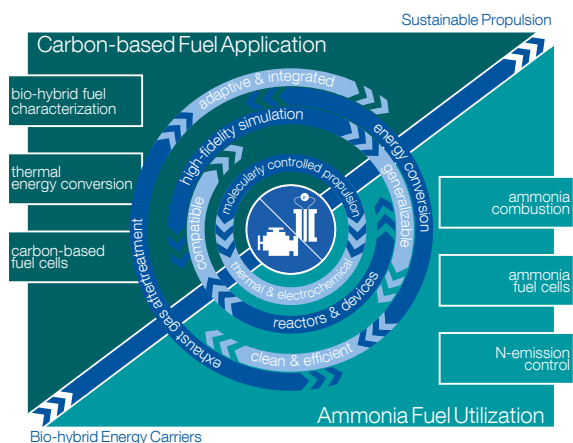 Sustainable Propulsion
Carbon-based Fuel Application
bio-hybrid fuel
characterization
thermal
energy conversion
carbon-based
fuel cells
adaptive & integrated
energy conversion
clean & efficient
exhaust gas aftertreatment
high-fidelity simulation
generalizable
reactors & devices
compatible
molecularly controlled propulsion
thermal & electrochemical
e
ammonia
combustion
ammonia
fuel cells
N-emission
control
Ammonia Fuel Utilization
Bio-hybrid Energy Carriers